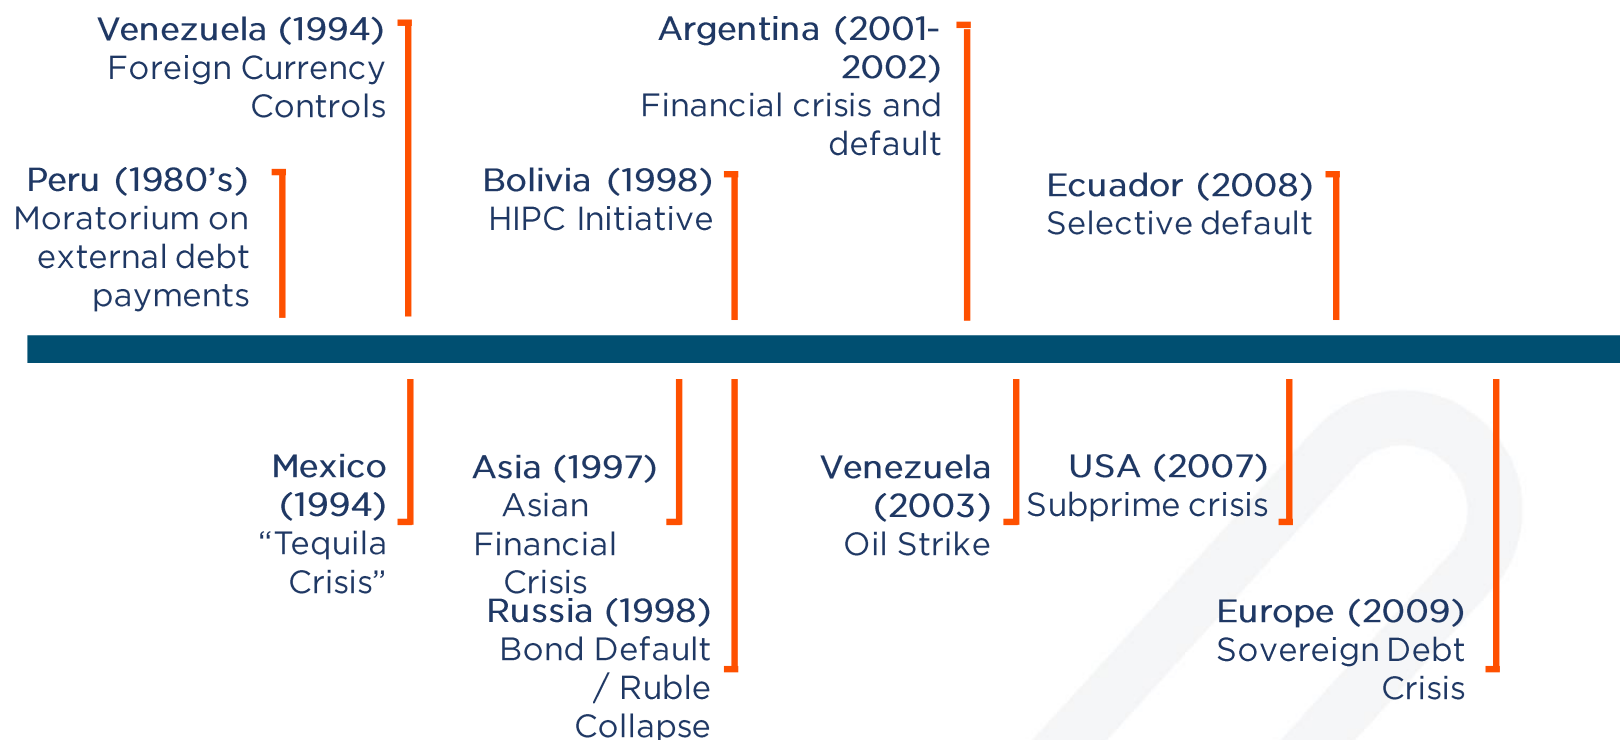 Venezuela (1994)
Foreign Currency
Controls
Argentina (2001-
2002)
Financial crisis and
default
Peru (1980’s)
Moratorium on
external debt
payments
Bolivia (1998)
HIPC Initiative
Ecuador (2008)
Selective default
Mexico
(1994)
“Tequila
Crisis”
Asia (1997)
Asian
Financial
Crisis
Russia (1998)
Bond Default
/ Ruble
Collapse
Venezuela
(2003)
Oil Strike
USA (2007)
Subprime crisis
Europe (2009)
Sovereign Debt
Crisis